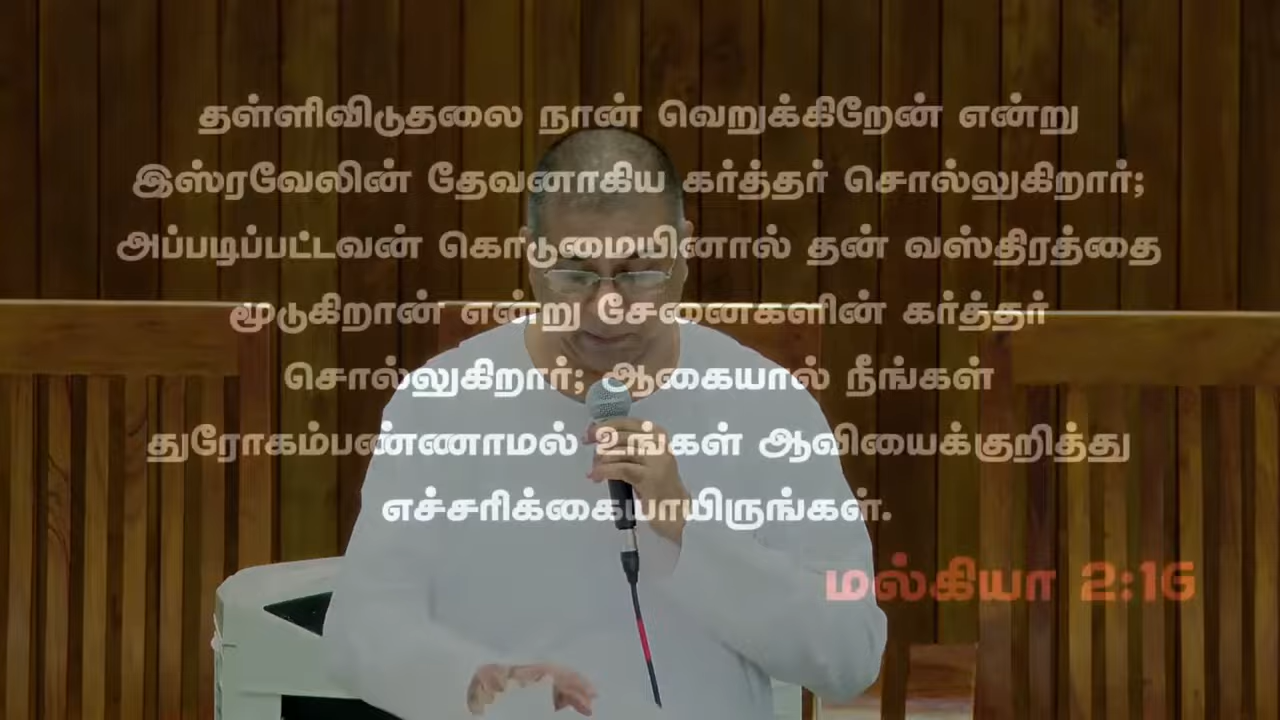 தள்ளிவிடுதலை நான் வெறுக்கிறேன் என்று
இஸ்ரவேலின் தேவனாகிய கர்த்தர் சொல்லுகிறார்;
அப்படிப்பட்டவன் கொடுமையினால் தன் வஸ்திரத்தை
மூடுகிறான் என்று சேனைகளின் கர்த்தர்
சொல்லுகிறார்; ஆகையால் நீங்கள்
துரோகம்பண்ணாமல் உங்கள் ஆவியைக்குறித்து
எச்சரிக்கையாயிருங்கள்.
மல்கியா 2:16